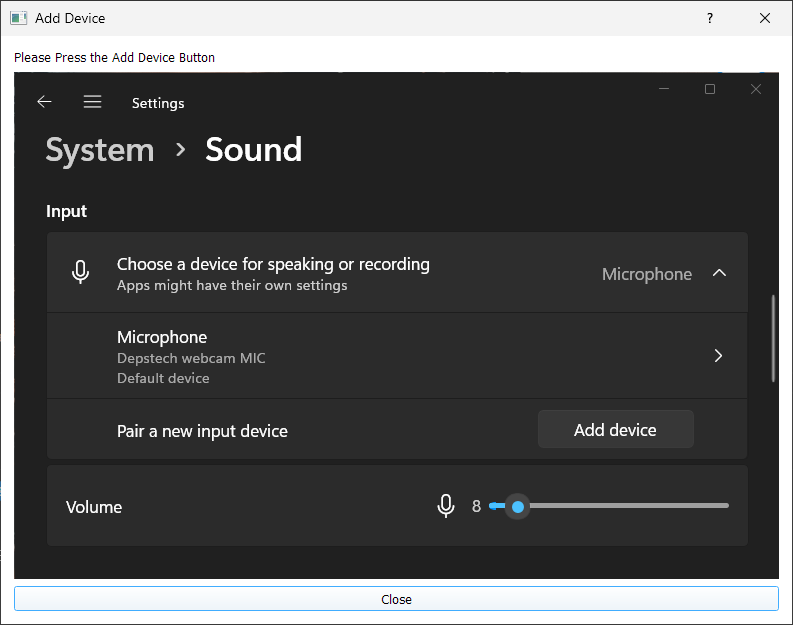 Add Device
?
Please Press the Add Device Button
Settings
System > Sound
Input
Choose a device for speaking or recording
Apps might have their own settings
Microphone
Microphone
Depstech webcam MIC
Default device
Pair a new input device
Add device
Volume
8
Close